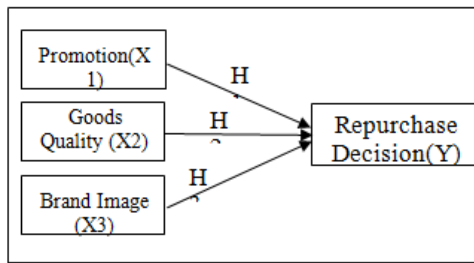 Promotion(X
1)
H
Goods
Quality (X2)
H
Repurchase
Decision(Y)
H
Brand Image
(X3)